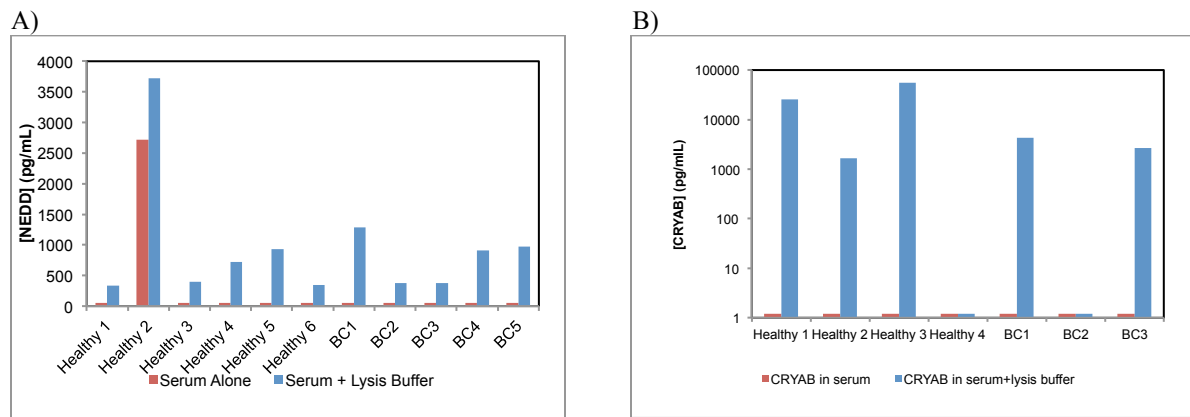 A)
B)
[NEDD] (pg/mL)
4000
3500
3000
2500
2000
1500
1000
500
0
Healthy 1
Healthy 2
Healthy 3
Healthy 4
Healthy 5
Healthy 6
BC1
BC2
BC3
BC4
BC5
Serum Alone
Serum + Lysis Buffer
[CRYAB] (pg/mlL)
100000
10000
1000
100
10
1
Healthy 1
Healthy 2
Healthy 3
Healthy 4
BC1
BC2
BC3
CRYAB in serum
CRYAB in serum+lysis buffer